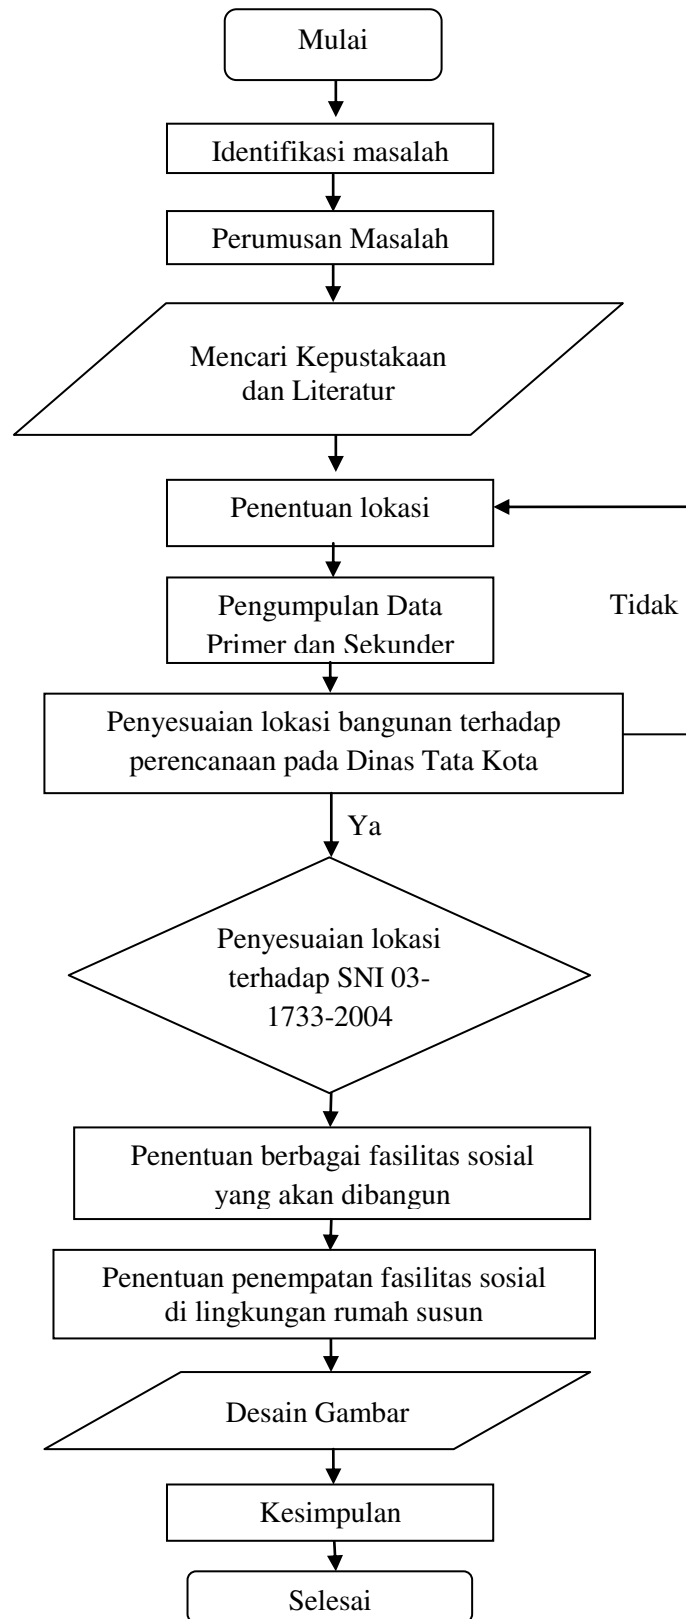 Mulai
Identifikasi masalah
Perumusan Masalah
Mencari Kepustakaan
dan Literatur
Penentuan lokasi
Pengumpulan Data
Primer dan Sekunder
Tidak
Penyesuaian lokasi bangunan terhadap
perencanaan pada Dinas Tata Kota
Ya
Penyesuaian lokasi
terhadap SNI 03-
1733-2004
Penentuan berbagai fasilitas sosial
yang akan dibangun
Penentuan penempatan fasilitas sosial
di lingkungan rumah susun
Desain Gambar
Kesimpulan
Selesai